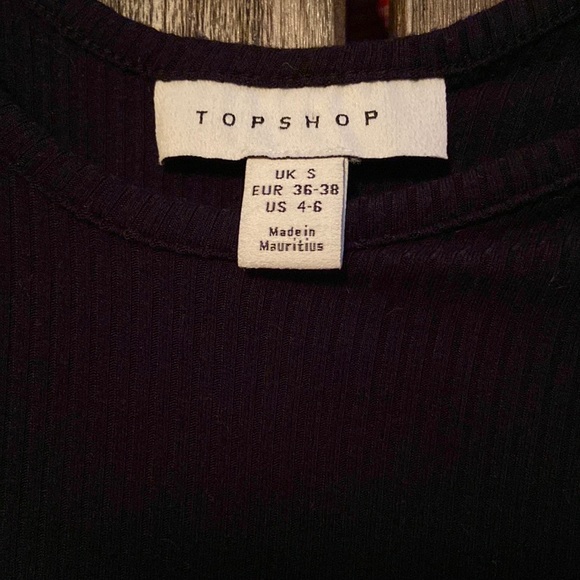 TOPSHOP
UK S
EUR 36-38
US 4-6
Made in
Mauritius